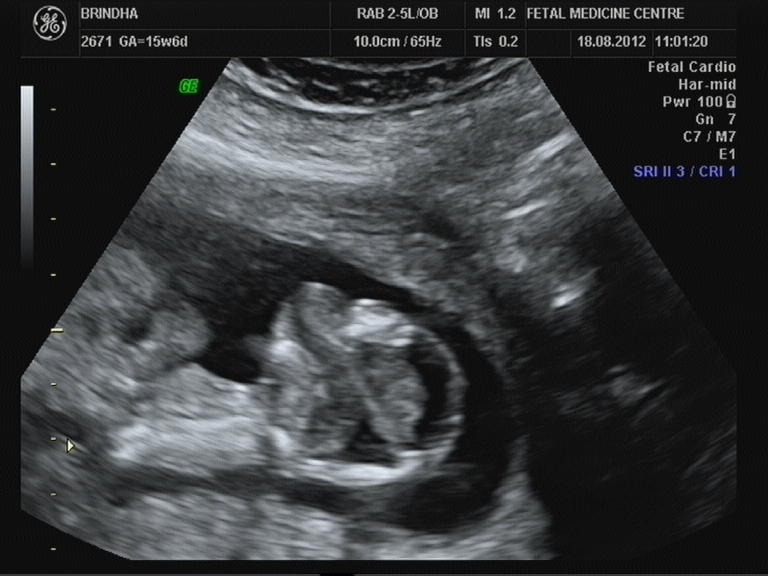 BRINDHA RAB 2-5L/OB MI 1.2 FETAL MEDICINE CENTRE
2671 GA=15w6d 10.0cm / 65Hz TIs 0.2 18.08.2012 11:01:20
GE
Fetal Cardio
Har-mid
Pwr 100
Gn 7
C7 / M7
E1
SRI II 3 / CRI 1